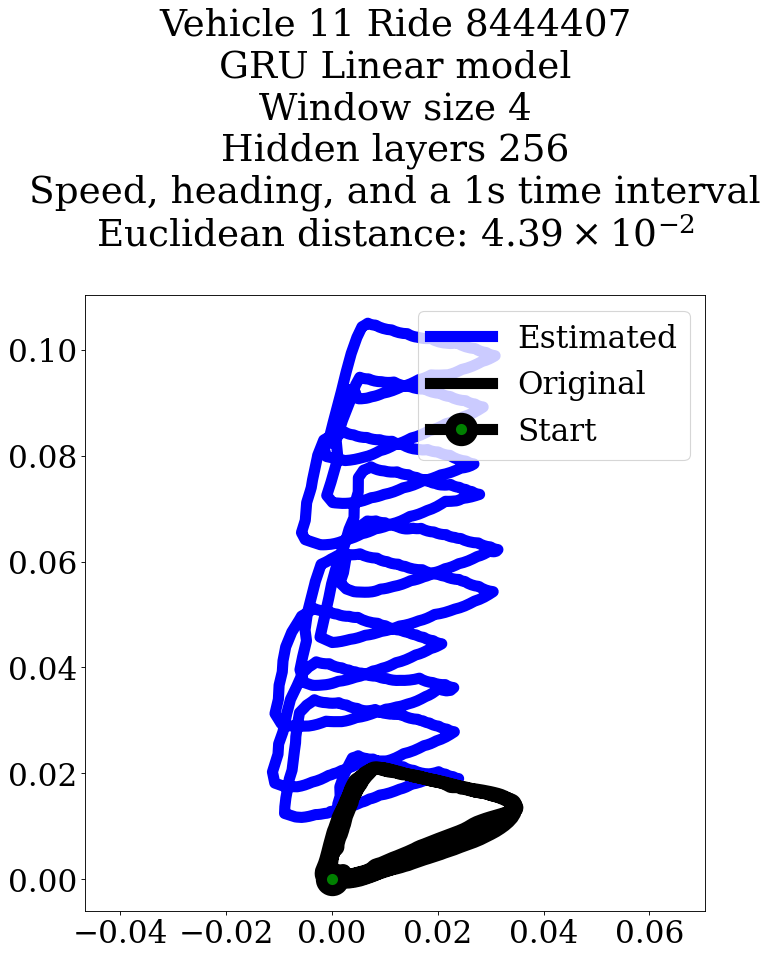 Vehicle 11 Ride 8444407
GRU Linear model
Window size 4
Hidden layers 256
Speed, heading, and a 1s time interval
Euclidean distance: 4.39 × 10⁻²
Estimated
Original
Start
0.10
0.08
0.06
0.04
0.02
0.00
−0.04 −0.02 0.00 0.02 0.04 0.06